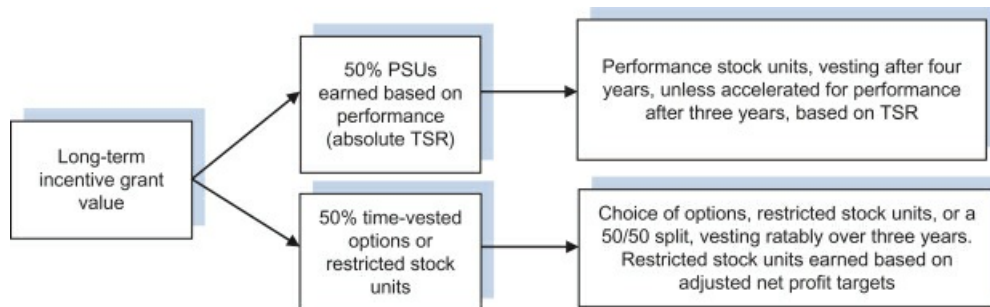 Long-term
incentive grant
value
50% PSUs
earned based on
performance
(absolute TSR)
Performance stock units, vesting after four
years, unless accelerated for performance
after three years, based on TSR
50% time-vested
options or
restricted stock
units
Choice of options, restricted stock units, or a
50/50 split, vesting ratably over three years.
Restricted stock units earned based on
adjusted net profit targets